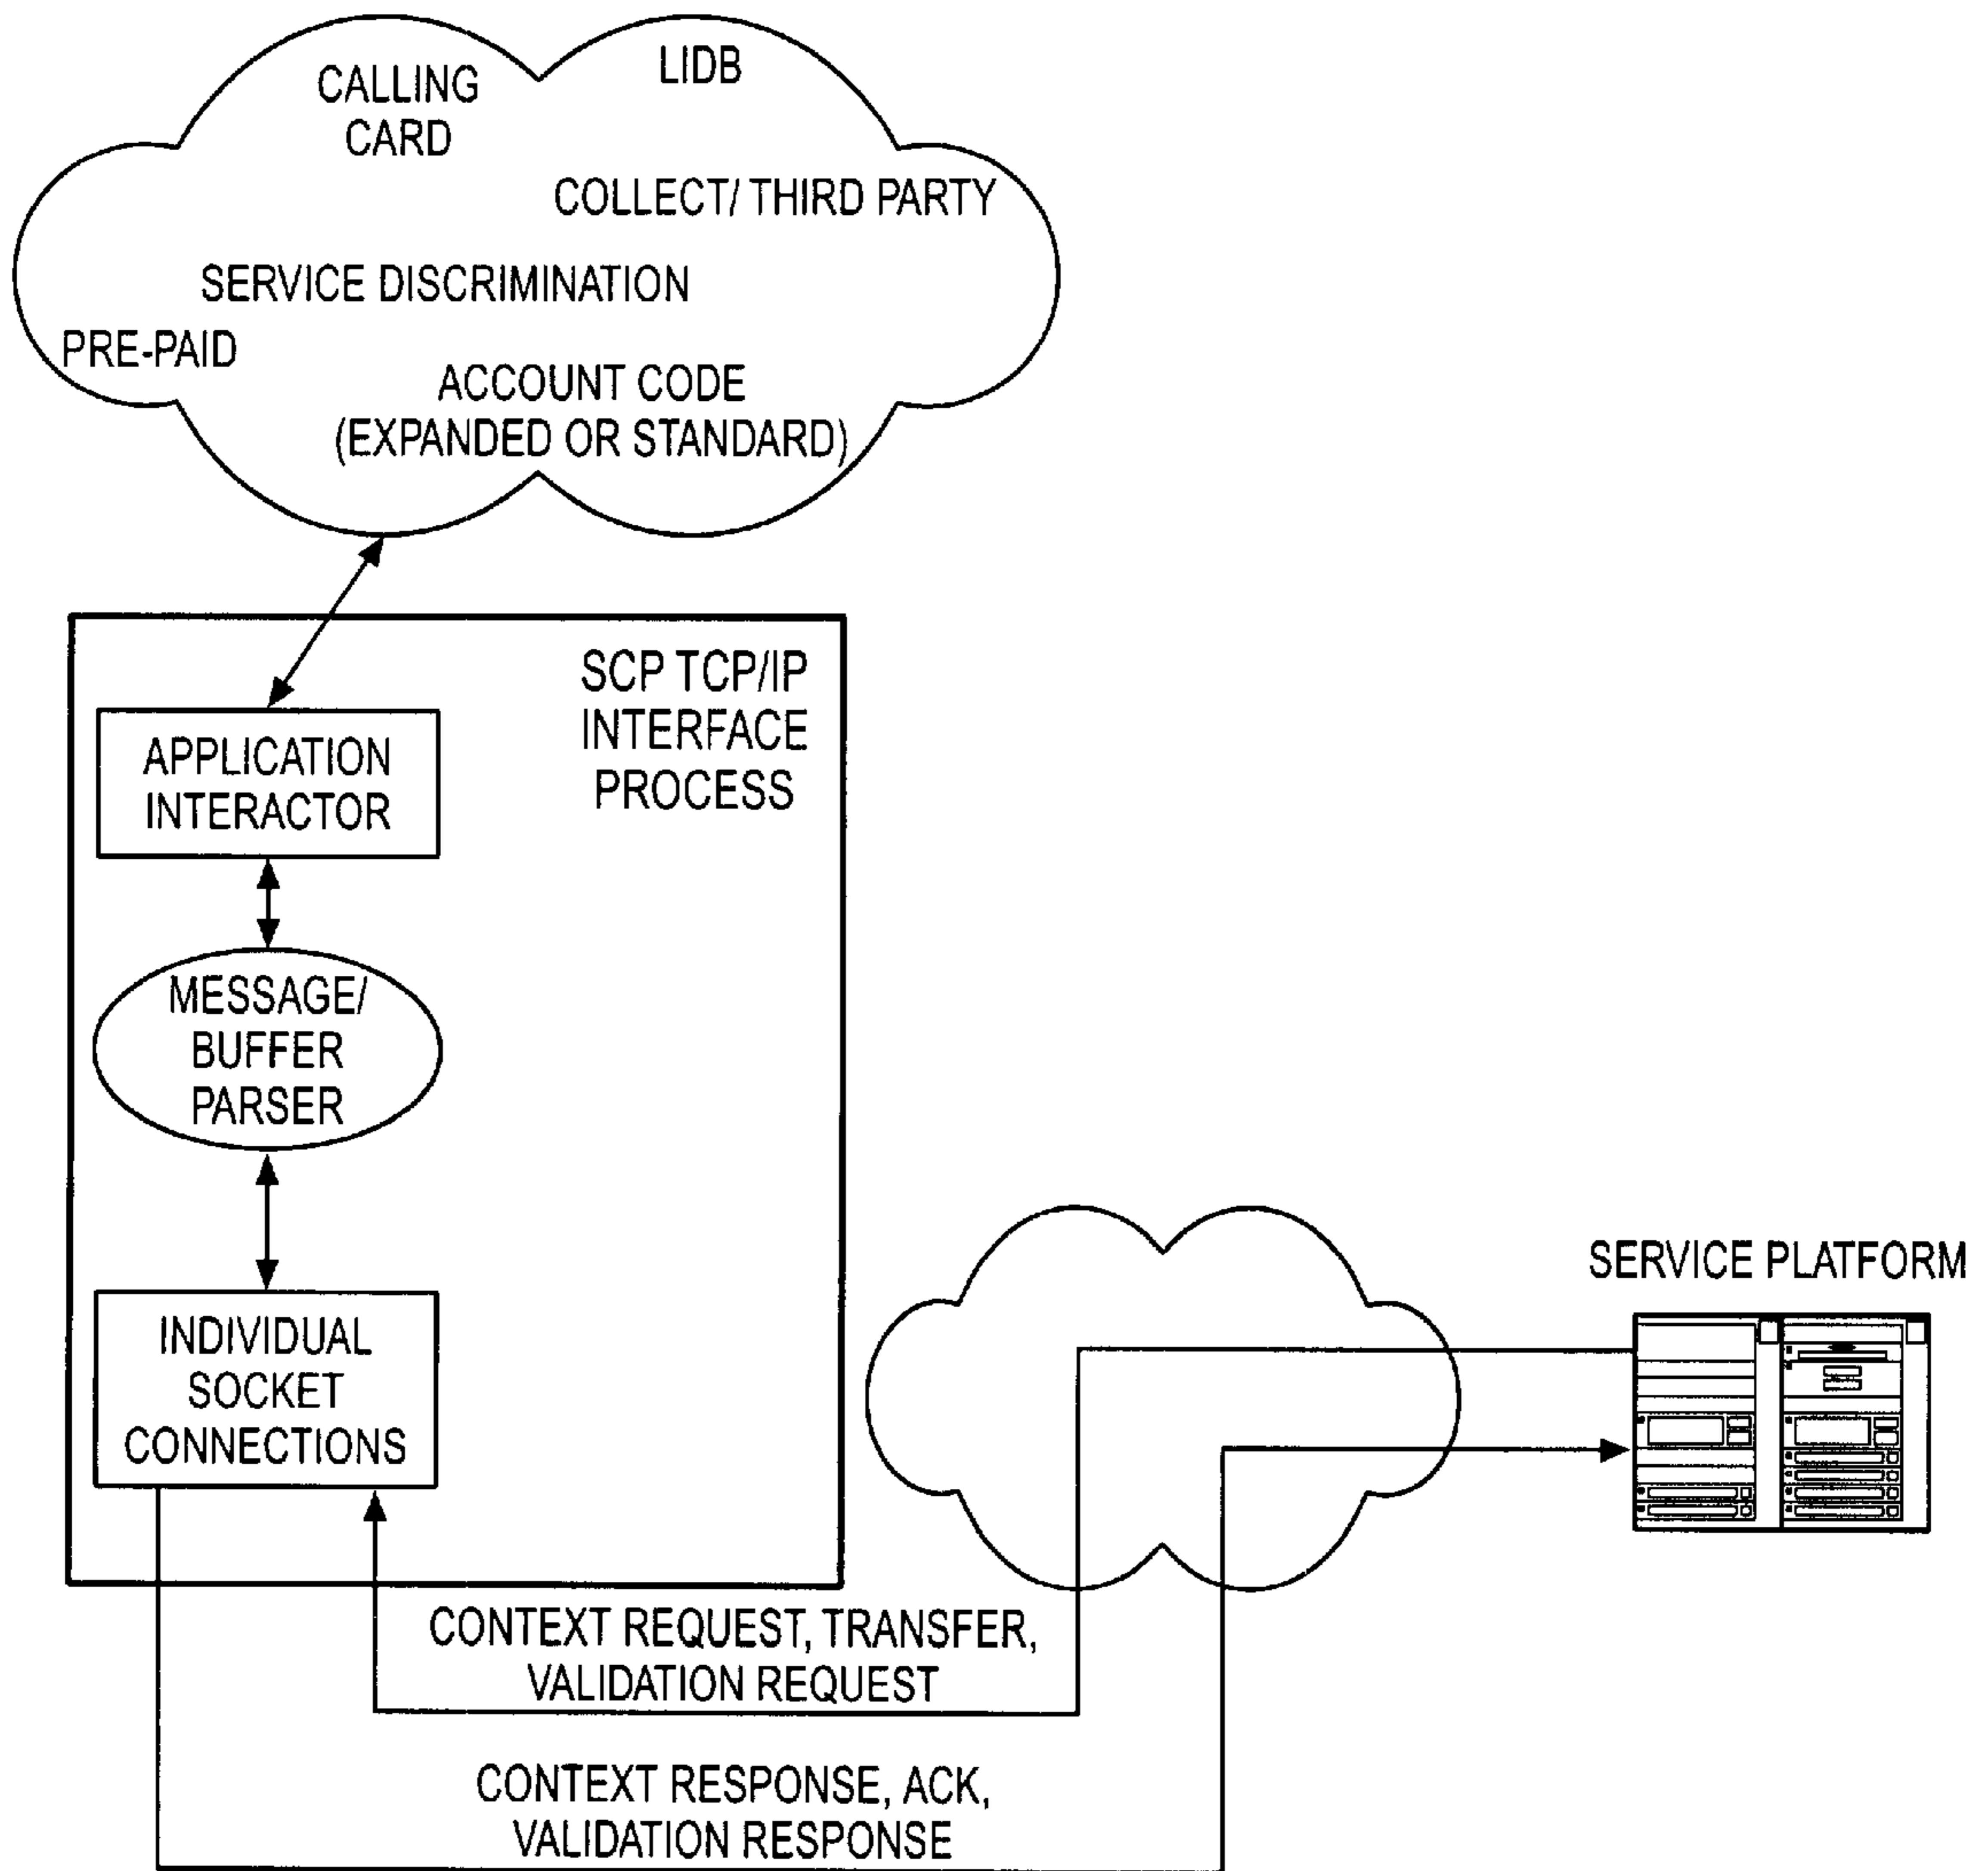 CALLING
CARD
LIDB
COLLECT/ THIRD PARTY
SERVICE DISCRIMINATION
PRE-PAID
ACCOUNT CODE
(EXPANDED OR STANDARD)
SCP TCP/IP
INTERFACE
PROCESS
APPLICATION
INTERACTOR
MESSAGE/
BUFFER
PARSER
INDIVIDUAL
SOCKET
CONNECTIONS
SERVICE PLATFORM
CONTEXT REQUEST, TRANSFER,
VALIDATION REQUEST
CONTEXT RESPONSE, ACK,
VALIDATION RESPONSE